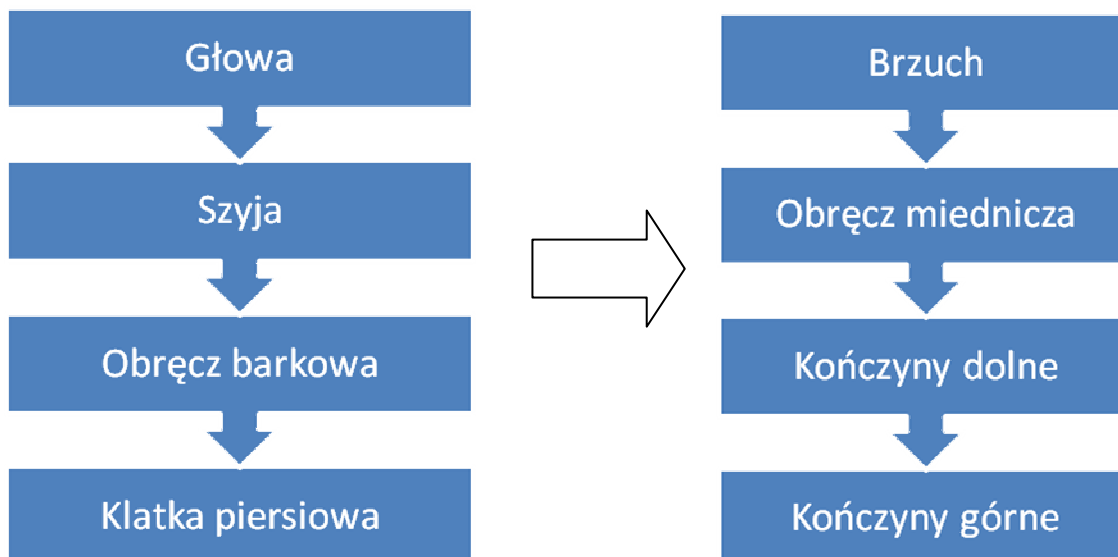 Głowa
Szyja
Obręcz barkowa
Klatka piersiowa
Brzuch
Obręcz miednicza
Kończyny dolne
Kończyny górne